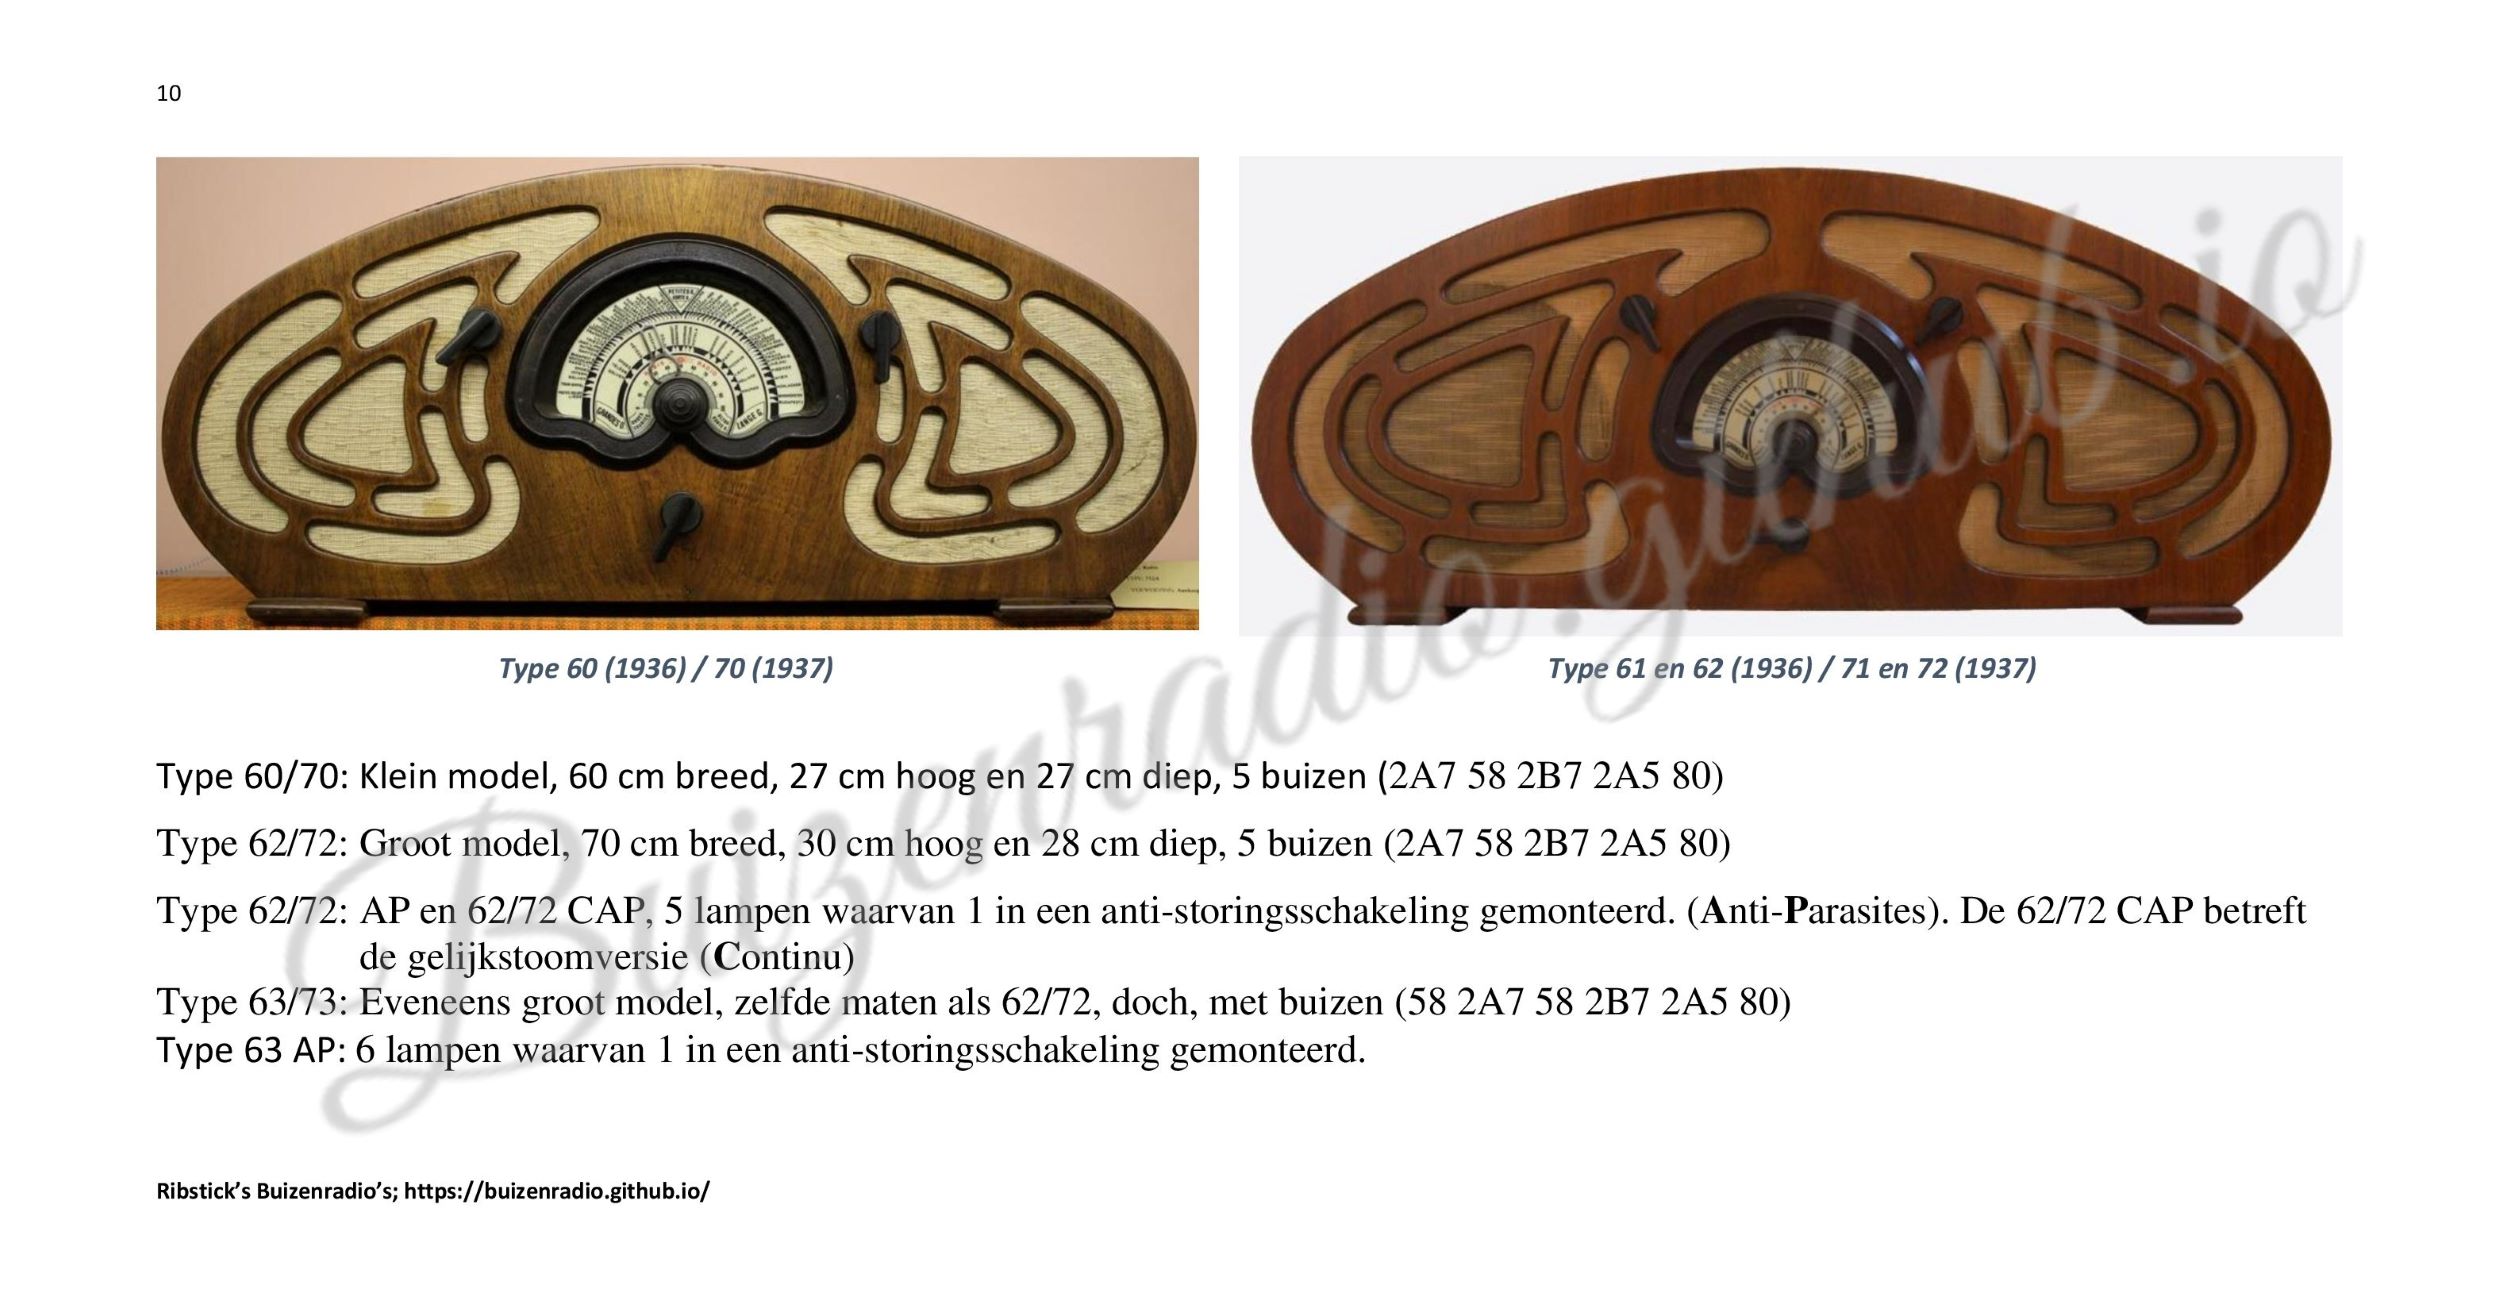 10
PETITES O.
GRANDES O.
LANGE G.
Type 60 (1936) / 70 (1937)
Type 61 en 62 (1936) / 71 en 72 (1937)
Type 60/70: Klein model, 60 cm breed, 27 cm hoog en 27 cm diep, 5 buizen (2A7 58 2B7 2A5 80)
Type 62/72: Groot model, 70 cm breed, 30 cm hoog en 28 cm diep, 5 buizen (2A7 58 2B7 2A5 80)
Type 62/72: AP en 62/72 CAP, 5 lampen waarvan 1 in een anti-storingsschakeling gemonteerd. (Anti-Parasites). De 62/72 CAP betreft
de gelijkstoomversie (Continu)
Type 63/73: Eveneens groot model, zelfde maten als 62/72, doch, met buizen (58 2A7 58 2B7 2A5 80)
Type 63 AP: 6 lampen waarvan 1 in een anti-storingsschakeling gemonteerd.
Buizenradio.github.io
Ribstick’s Buizenradio’s; https://buizenradio.github.io/